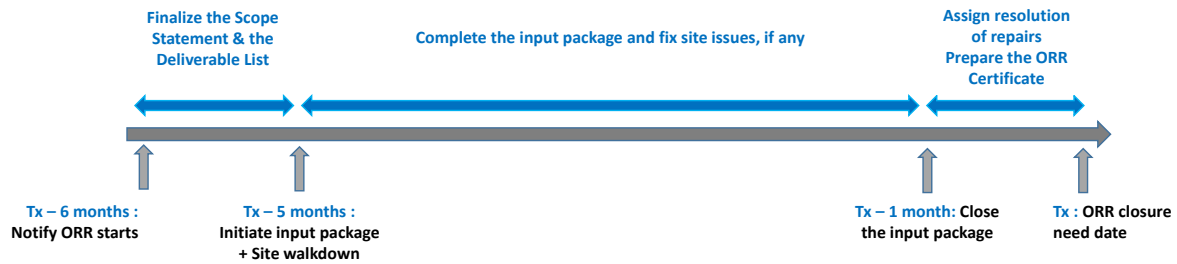 Finalize the Scope
Statement & the
Deliverable List
Complete the input package and fix site issues, if any
Assign resolution
of repairs
Prepare the ORR
Certificate
Tx – 6 months :
Notify ORR starts
Tx – 5 months :
Initiate input package
+ Site walkdown
Tx – 1 month: Close
the input package
Tx : ORR closure
need date